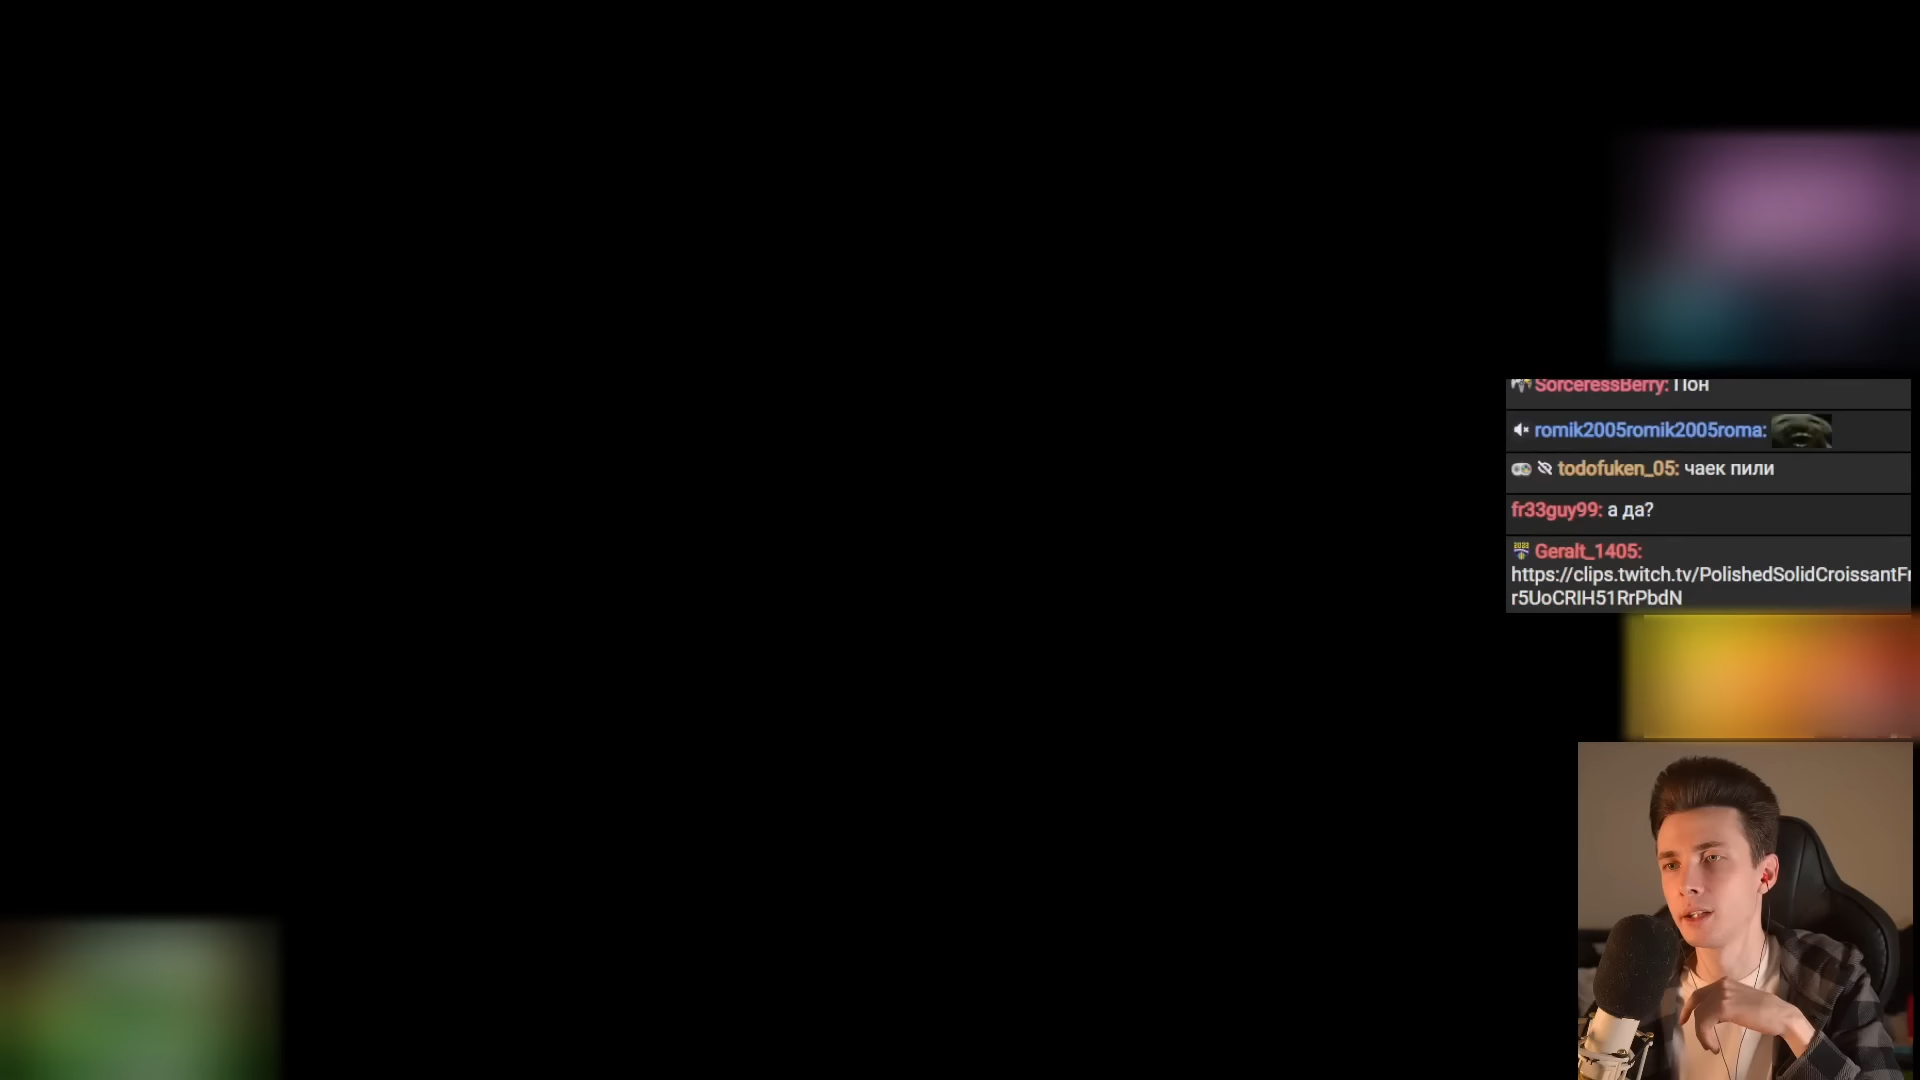 SorceressBerry: Пон
romik2005romik2005roma:
todofuken_05: чаек пили
fr33guy99: а да?
Geralt_1405:
https://clips.twitch.tv/PolishedSolidCroissantFr
r5UoCRIH51RrPbdN